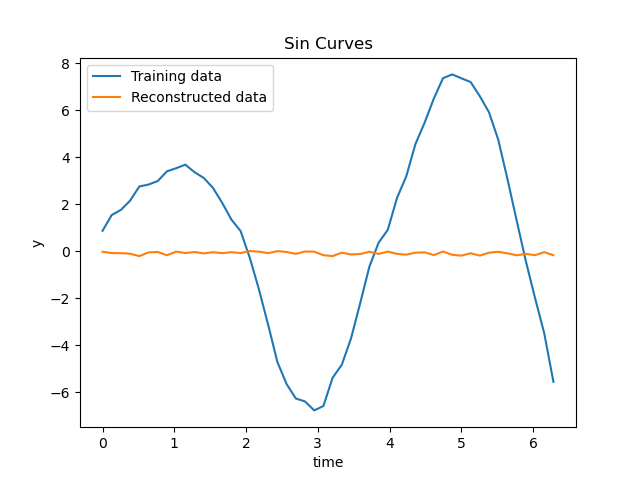 Sin Curves
Training data
Reconstructed data
8
6
4
2
0
−2
−4
−6
y
0 1 2 3 4 5 6
time